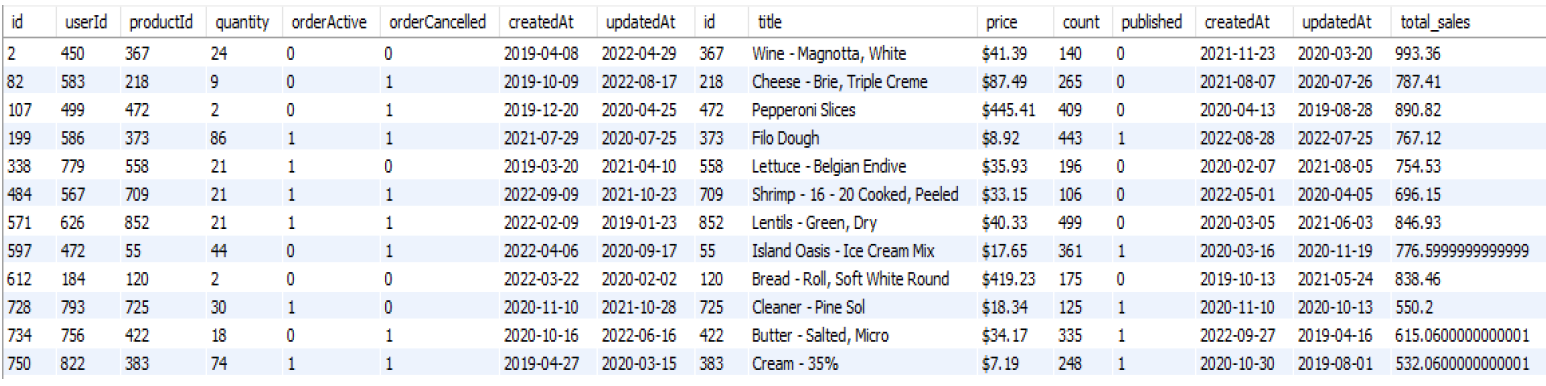 id userId productId quantity orderActive orderCancelled createdAt updatedAt id title price count published createdAt updatedAt total_sales
2 450 367 24 0 0 2019-04-08 2022-04-29 367 Wine - Magnotta, White $41.39 140 0 2021-11-23 2020-03-20 993.36
82 583 218 9 0 1 2019-10-09 2022-08-17 218 Cheese - Brie, Triple Creme $87.49 265 0 2021-08-07 2020-07-26 787.41
107 499 472 2 0 1 2019-12-20 2020-04-25 472 Pepperoni Slices $445.41 409 0 2020-04-13 2019-08-28 890.82
199 586 373 86 1 1 2021-07-29 2020-07-25 373 Filo Dough $8.92 443 1 2022-08-28 2022-07-25 767.12
338 779 558 21 1 0 2019-03-20 2021-04-10 558 Lettuce - Belgian Endive $35.93 196 0 2020-02-07 2021-08-05 754.53
484 567 709 21 1 1 2022-09-09 2021-10-23 709 Shrimp - 16 - 20 Cooked, Peeled $33.15 106 0 2022-05-01 2020-04-05 696.15
571 626 852 21 1 1 2022-02-09 2019-01-23 852 Lentils - Green, Dry $40.33 499 0 2020-03-05 2021-06-03 846.93
597 472 55 44 0 1 2022-04-06 2020-09-17 55 Island Oasis - Ice Cream Mix $17.65 361 1 2020-03-16 2020-11-19 776.5999999999999
612 184 120 2 0 0 2022-03-22 2020-02-02 120 Bread - Roll, Soft White Round $419.23 175 0 2019-10-13 2021-05-24 838.46
728 793 725 30 1 0 2020-11-10 2021-10-28 725 Cleaner - Pine Sol $18.34 125 1 2020-11-10 2020-10-13 550.2
734 756 422 18 0 1 2020-10-16 2022-06-16 422 Butter - Salted, Micro $34.17 335 1 2022-09-27 2019-04-16 615.0600000000001
750 822 383 74 1 1 2019-04-27 2020-03-15 383 Cream - 35% $7.19 248 1 2020-10-30 2019-08-01 532.0600000000001